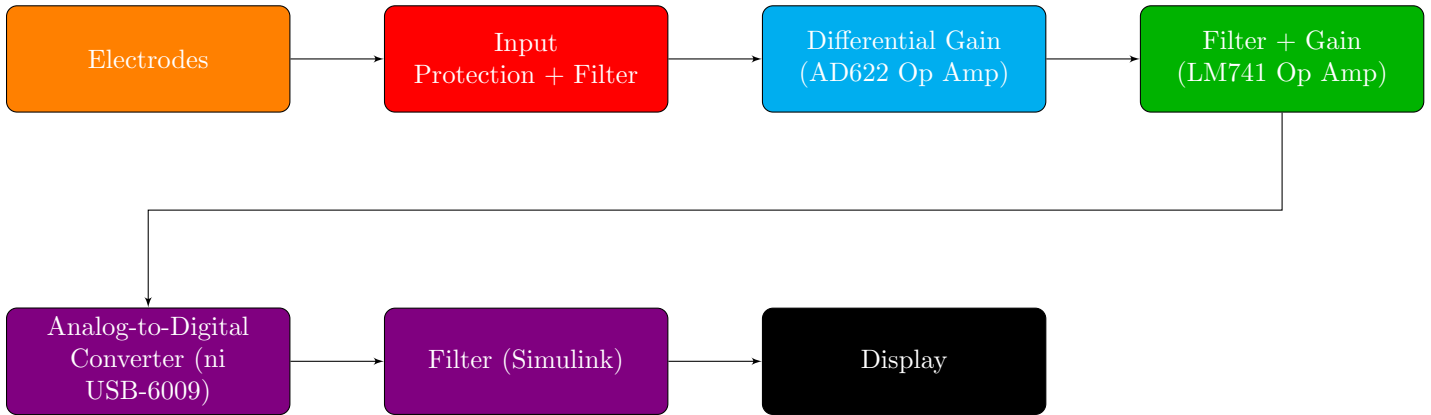 Electrodes
Input
Protection + Filter
Differential Gain
(AD622 Op Amp)
Filter + Gain
(LM741 Op Amp)
Analog-to-Digital
Converter (ni
USB-6009)
Filter (Simulink)
Display